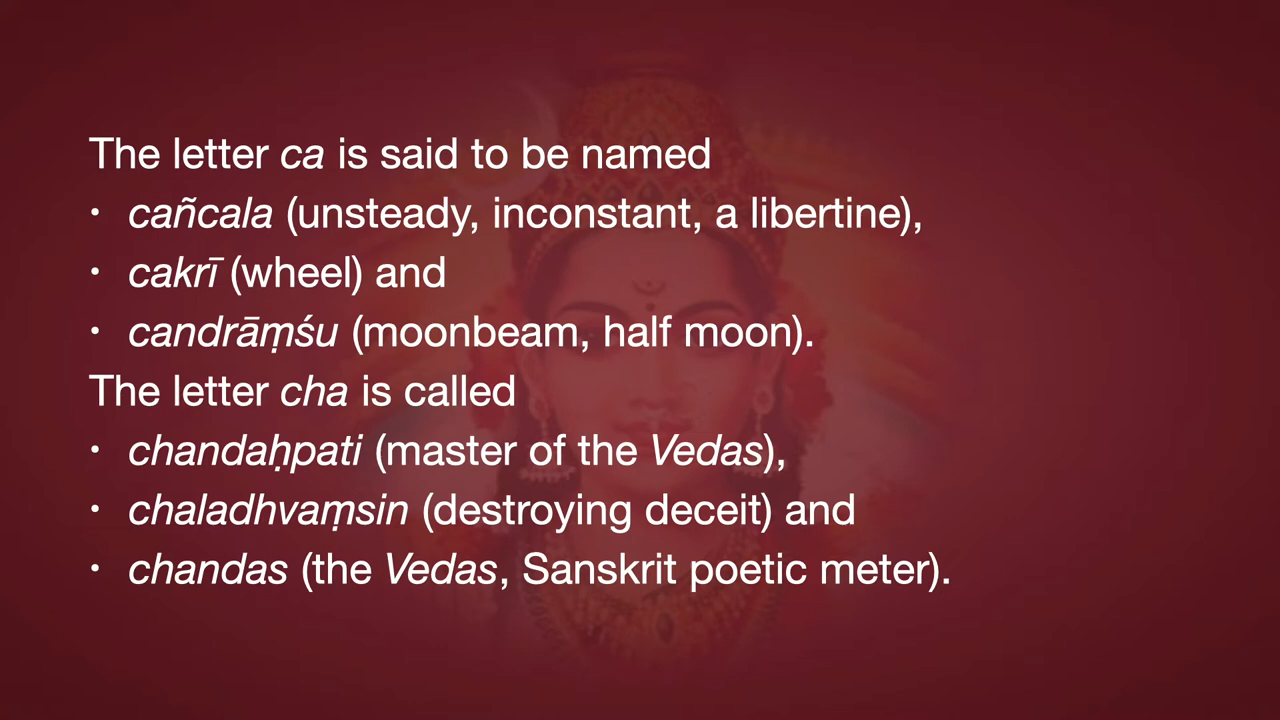 The letter ca is said to be named
• cañcala (unsteady, inconstant, a libertine),
• cakrī (wheel) and
• candrāṃśu (moonbeam, half moon).
The letter cha is called
• chandaḥpati (master of the Vedas),
• chaladhvaṃsin (destroying deceit) and
• chandas (the Vedas, Sanskrit poetic meter).